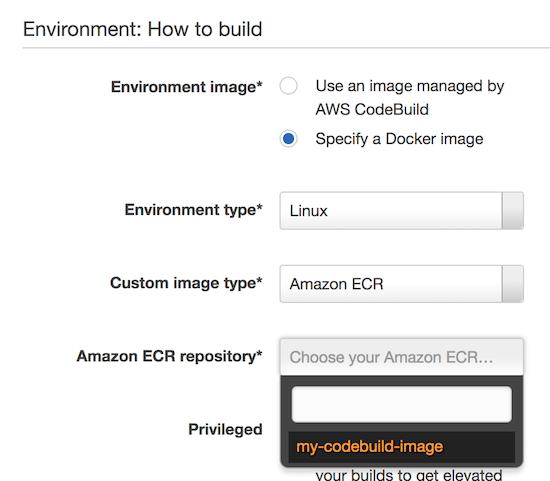 Environment: How to build
Environment image*
Use an image managed by
AWS CodeBuild
Specify a Docker image
Environment type*
Linux
Custom image type*
Amazon ECR
Amazon ECR repository*
Choose your Amazon ECR...
my-codebuild-image
Privileged
your builds to get elevated